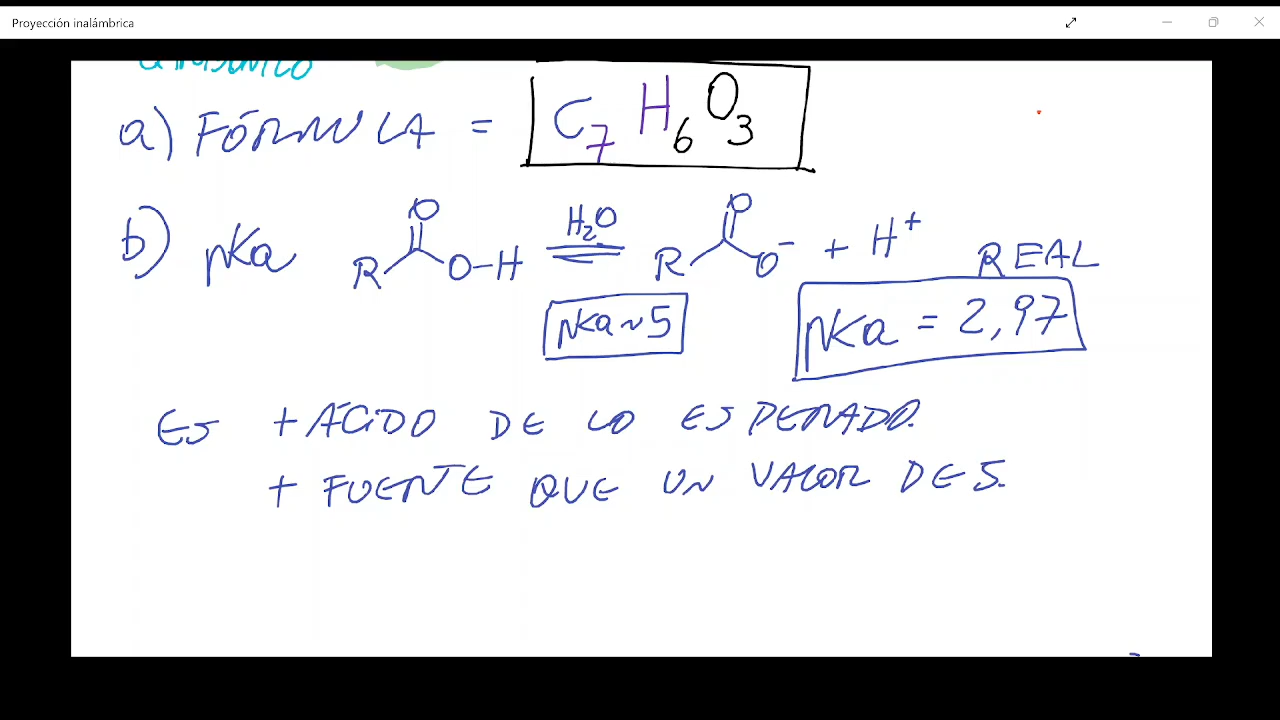 Proyección inalámbrica
a) FÓRMULA = C7H6O3
b) pKa R O O-H H2O R O O- + H+ REAL
pKa ~ 5 pKa = 2,97
ES + ÁCIDO DE LO ESPERADO.
+ FUENTE QUE UN VALOR DE 5.